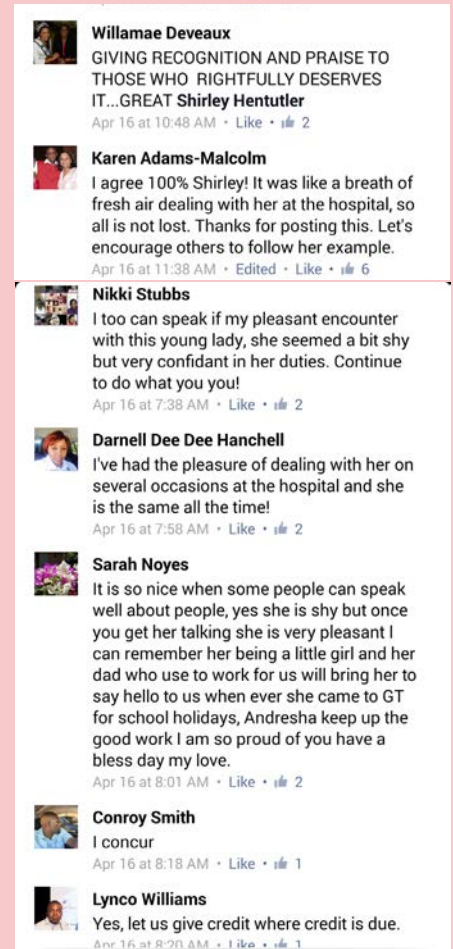 Willamae Deveaux
GIVING RECOGNITION AND PRAISE TO
THOSE WHO RIGHTFULLY DESERVES
IT...GREAT Shirley Hentutler
Apr 16 at 10:48 AM • Like • 2
Karen Adams-Malcolm
I agree 100% Shirley! It was like a breath of
fresh air dealing with her at the hospital, so
all is not lost. Thanks for posting this. Let's
encourage others to follow her example.
Apr 16 at 11:38 AM • Edited • Like • 6
Nikki Stubbs
I too can speak if my pleasant encounter
with this young lady, she seemed a bit shy
but very confidant in her duties. Continue
to do what you you!
Apr 16 at 7:38 AM • Like • 2
Darnell Dee Dee Hanchell
I've had the pleasure of dealing with her on
several occasions at the hospital and she
is the same all the time!
Apr 16 at 7:58 AM • Like • 2
Sarah Noyes
It is so nice when some people can speak
well about people, yes she is shy but once
you get her talking she is very pleasant I
can remember her being a little girl and her
dad who use to work for us will bring her to
say hello to us when ever she came to GT
for school holidays, Andresha keep up the
good work I am so proud of you have a
bless day my love.
Apr 16 at 8:01 AM • Like • 2
Conroy Smith
I concur
Apr 16 at 8:18 AM • Like • 1
Lynco Williams
Yes, let us give credit where credit is due.
Apr 16 at 8:20 AM • Like • 1